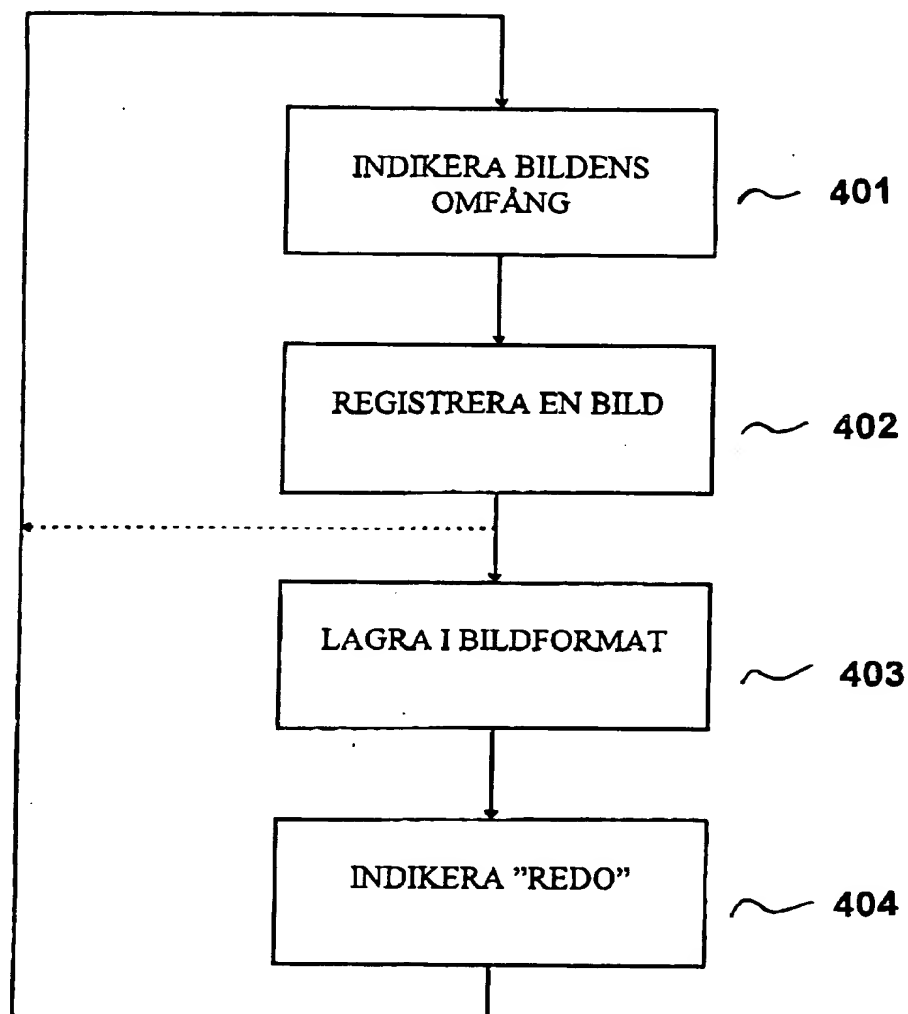 INDIKERA BILDENS
OMFÅNG
401
REGISTRERA EN BILD
402
LAGRA I BILDFORMAT
403
INDIKERA ”REDO”
404